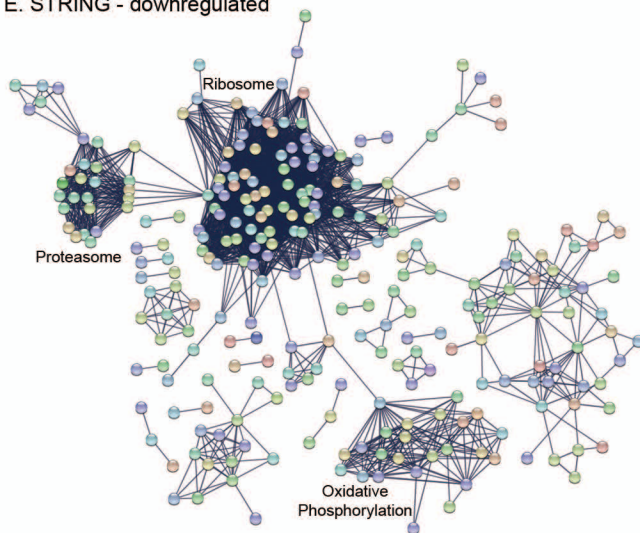 E. STRING - downregulated
Ribosome
Proteasome
Oxidative
Phosphorylation